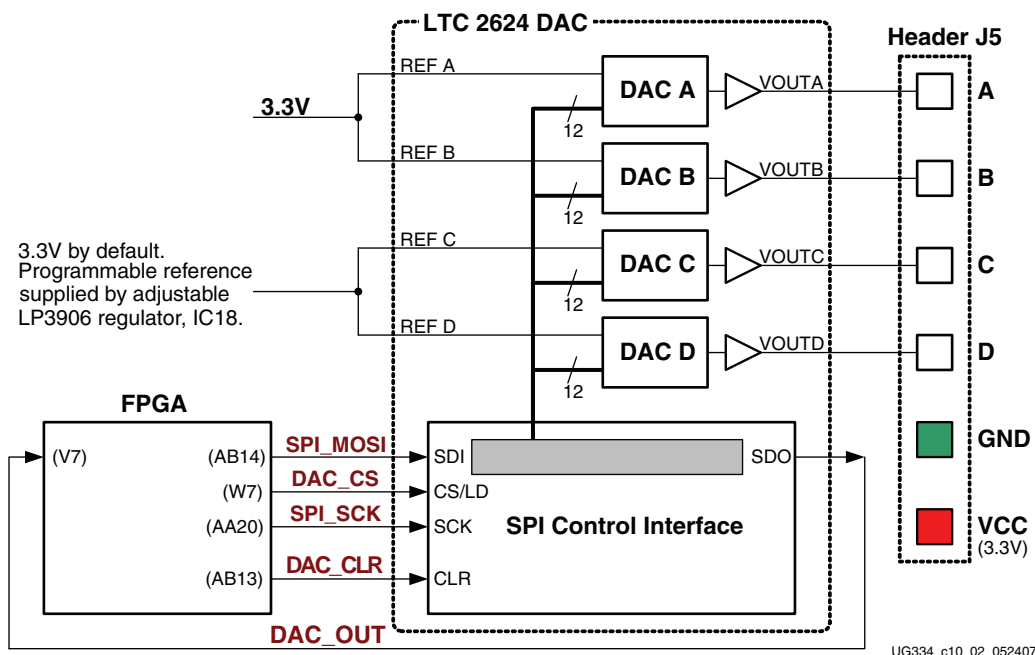 LTC 2624 DAC
Header J5
REF A
DAC A
VOUTA
A
3.3V
12
REF B
DAC B
VOUTB
B
12
3.3V by default.
Programmable reference
supplied by adjustable
LP3906 regulator, IC18.
REF C
DAC C
VOUTC
C
12
REF D
DAC D
VOUTD
D
12
FPGA
(V7)
(AB14)
SPI_MOSI
SDI
SDO
GND
(W7)
DAC_CS
CS/LD
(AA20)
SPI_SCK
SCK
SPI Control Interface
VCC
(3.3V)
(AB13)
DAC_CLR
CLR
DAC_OUT
UG334_c10_02_052407